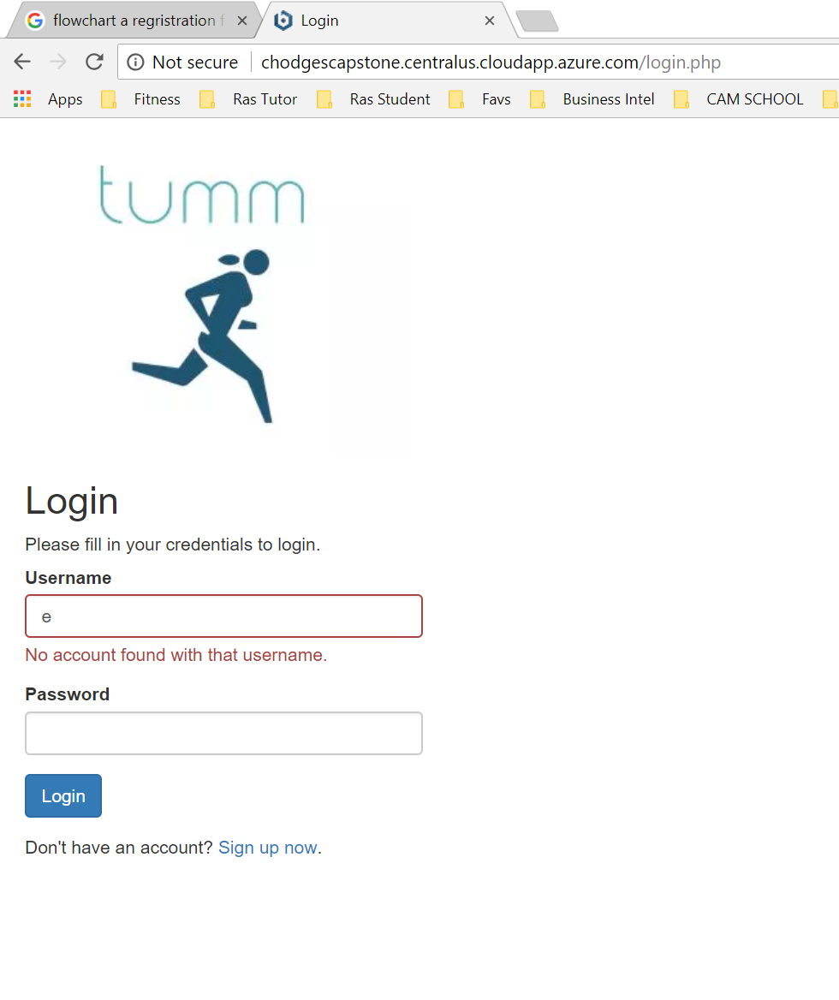 flowchart a regristration f
Login
Not secure chodgescapstone.centralus.cloudapp.azure.com/login.php
Apps Fitness Ras Tutor Ras Student Favs Business Intel CAM SCHOOL
tumm
Login
Please fill in your credentials to login.
Username
e
No account found with that username.
Password
Login
Don't have an account? Sign up now.